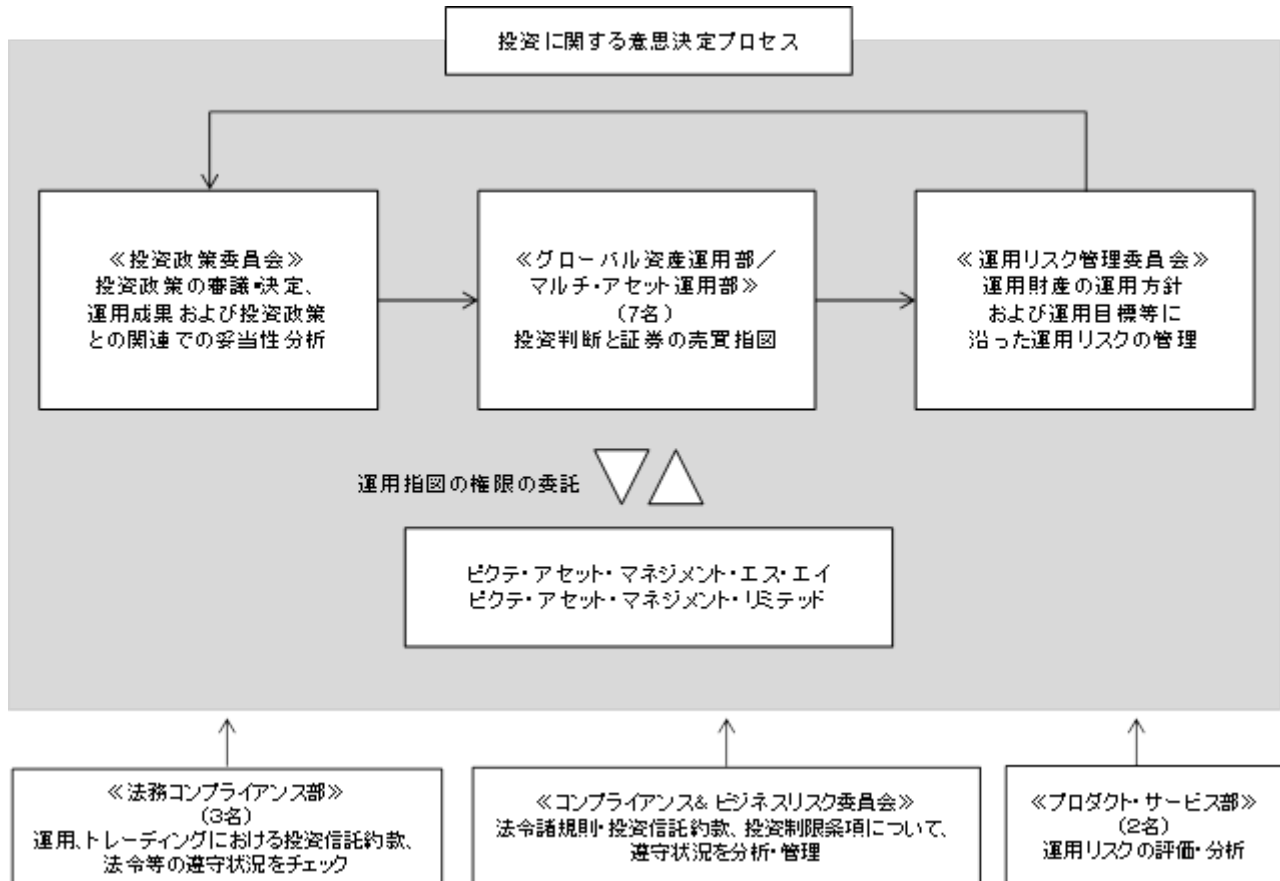 投資に関する意思決定プロセス
≪投資政策委員会≫
投資政策の審議・決定、
運用成果および投資政策
との関連での妥当性分析
≪グローバル資産運用部／
マルチ・アセット運用部≫
(7名)
投資判断と証券の売買指図
≪運用リスク管理委員会≫
運用財産の運用方針
および運用目標等に
沿った運用リスクの管理
運用指図の権限の委託
ピクテ・アセット・マネジメント・エス・エイ
ピクテ・アセット・マネジメント・リミテッド
≪法務コンプライアンス部≫
(3名)
運用、トレーディングにおける投資信託約款、
法令等の遵守状況をチェック
≪コンプライアンス& ビジネスリスク委員会≫
法令諸規則・投資信託約款、投資制限条項について、
遵守状況を分析・管理
≪プロダクト・サービス部≫
(2名)
運用リスクの評価・分析